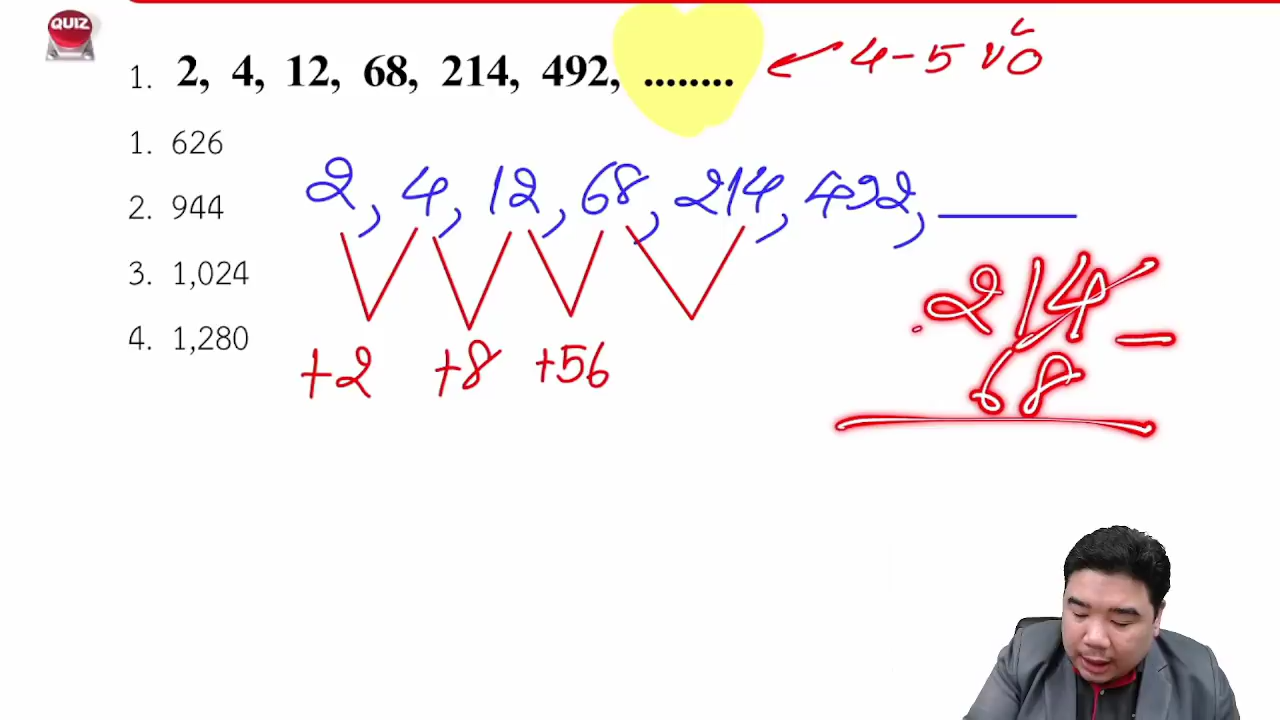 QUIZ
1. 2, 4, 12, 68, 214, 492, ........
4-5 ข้อ
1. 626
2. 944
3. 1,024
4. 1,280
2, 4, 12, 68, 214, 492, ____
+2 +8 +56
214 -
68